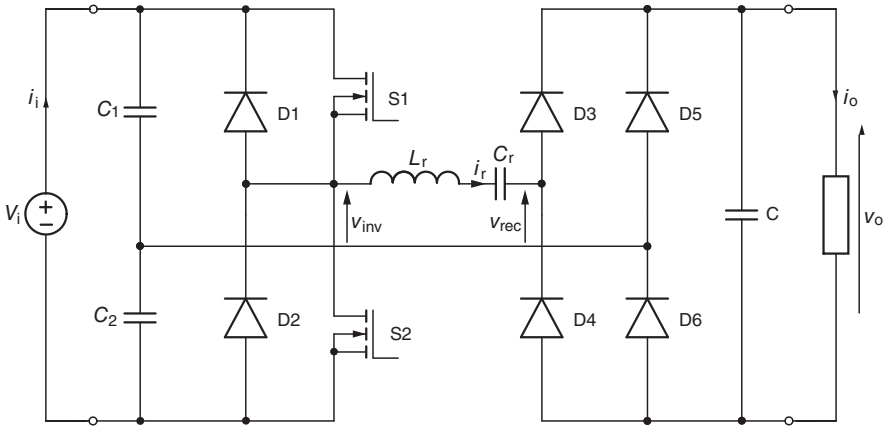 S1
i_i
C_1
D1
D3
D5
i_o
L_r
i_r
C_r
V_i
+
−
v_inv
v_rec
C
v_o
C_2
D2
D4
D6
S2